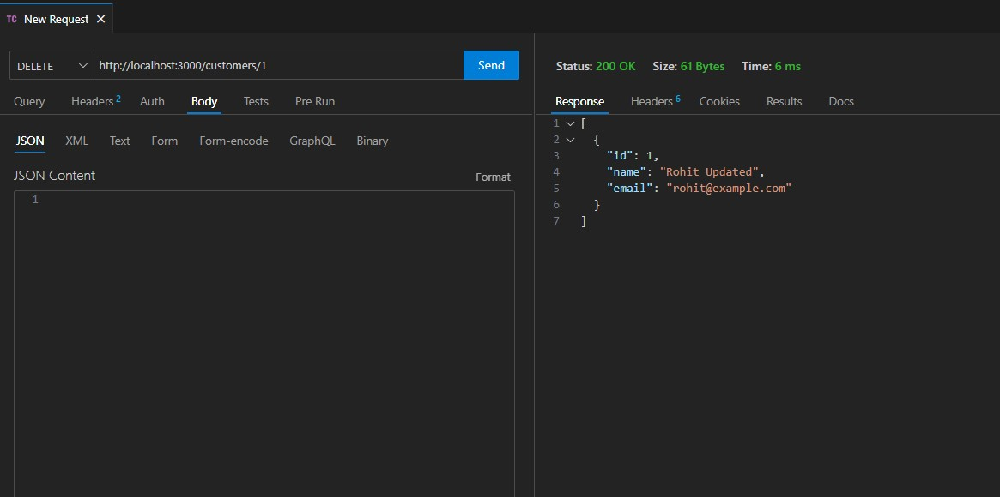 TC New Request
DELETE http://localhost:3000/customers/1 Send
Query Headers 2 Auth Body Tests Pre Run
JSON XML Text Form Form-encode GraphQL Binary
JSON Content Format
1
Status: 200 OK Size: 61 Bytes Time: 6 ms
Response Headers 6 Cookies Results Docs
1 [
2 {
3 "id": 1,
4 "name": "Rohit Updated",
5 "email": "rohit@example.com"
6 }
7 ]